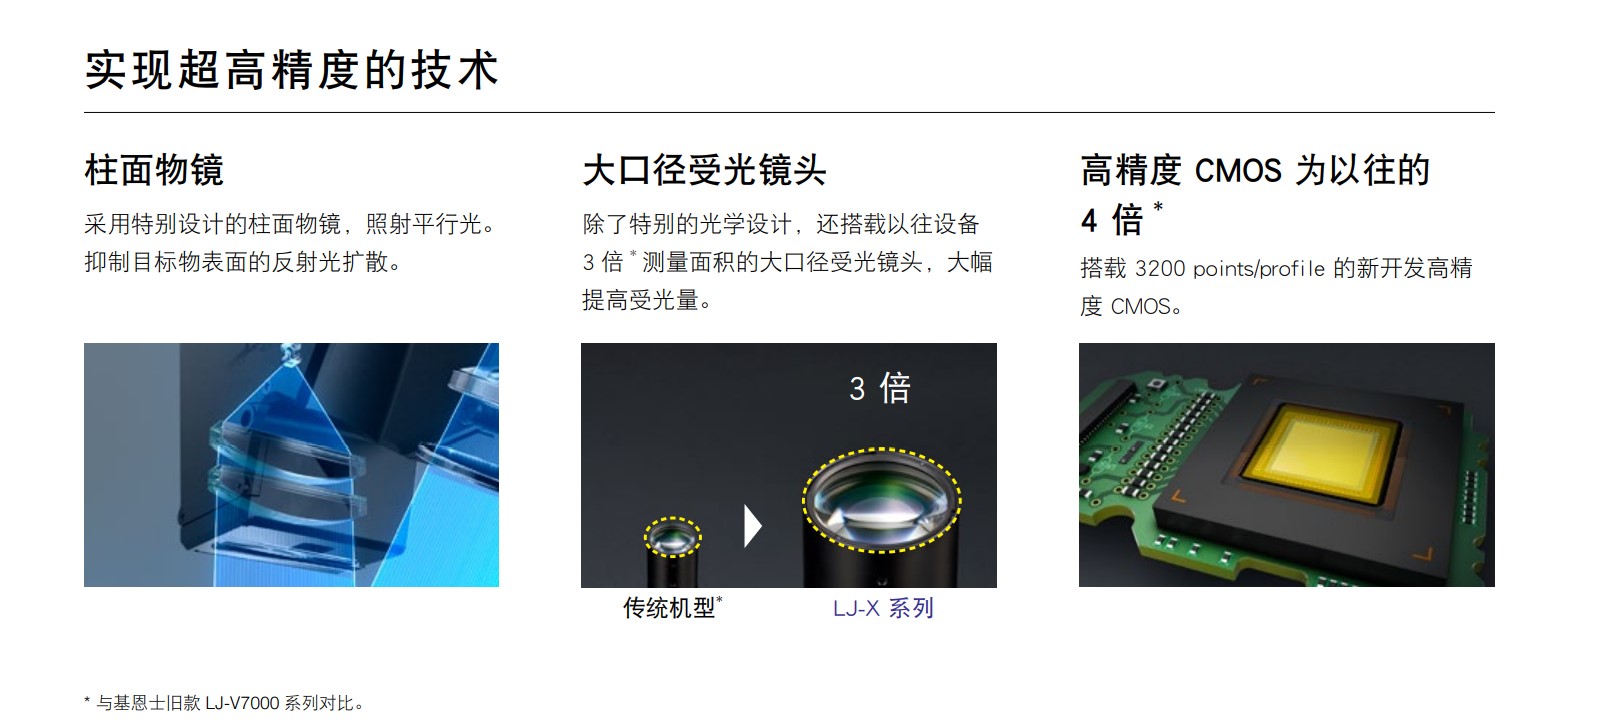 实现超高精度的技术
柱面物镜
采用特别设计的柱面物镜，照射平行光。
抑制目标物表面的反射光扩散。
大口径受光镜头
除了特别的光学设计，还搭载以往设备
3 倍 * 测量面积的大口径受光镜头，大幅
提高受光量。
高精度 CMOS 为以往的
4 倍 *
搭载 3200 points/profile 的新开发高精
度 CMOS。
3 倍
传统机型*
LJ-X 系列
* 与基恩士旧款 LJ-V7000 系列对比。